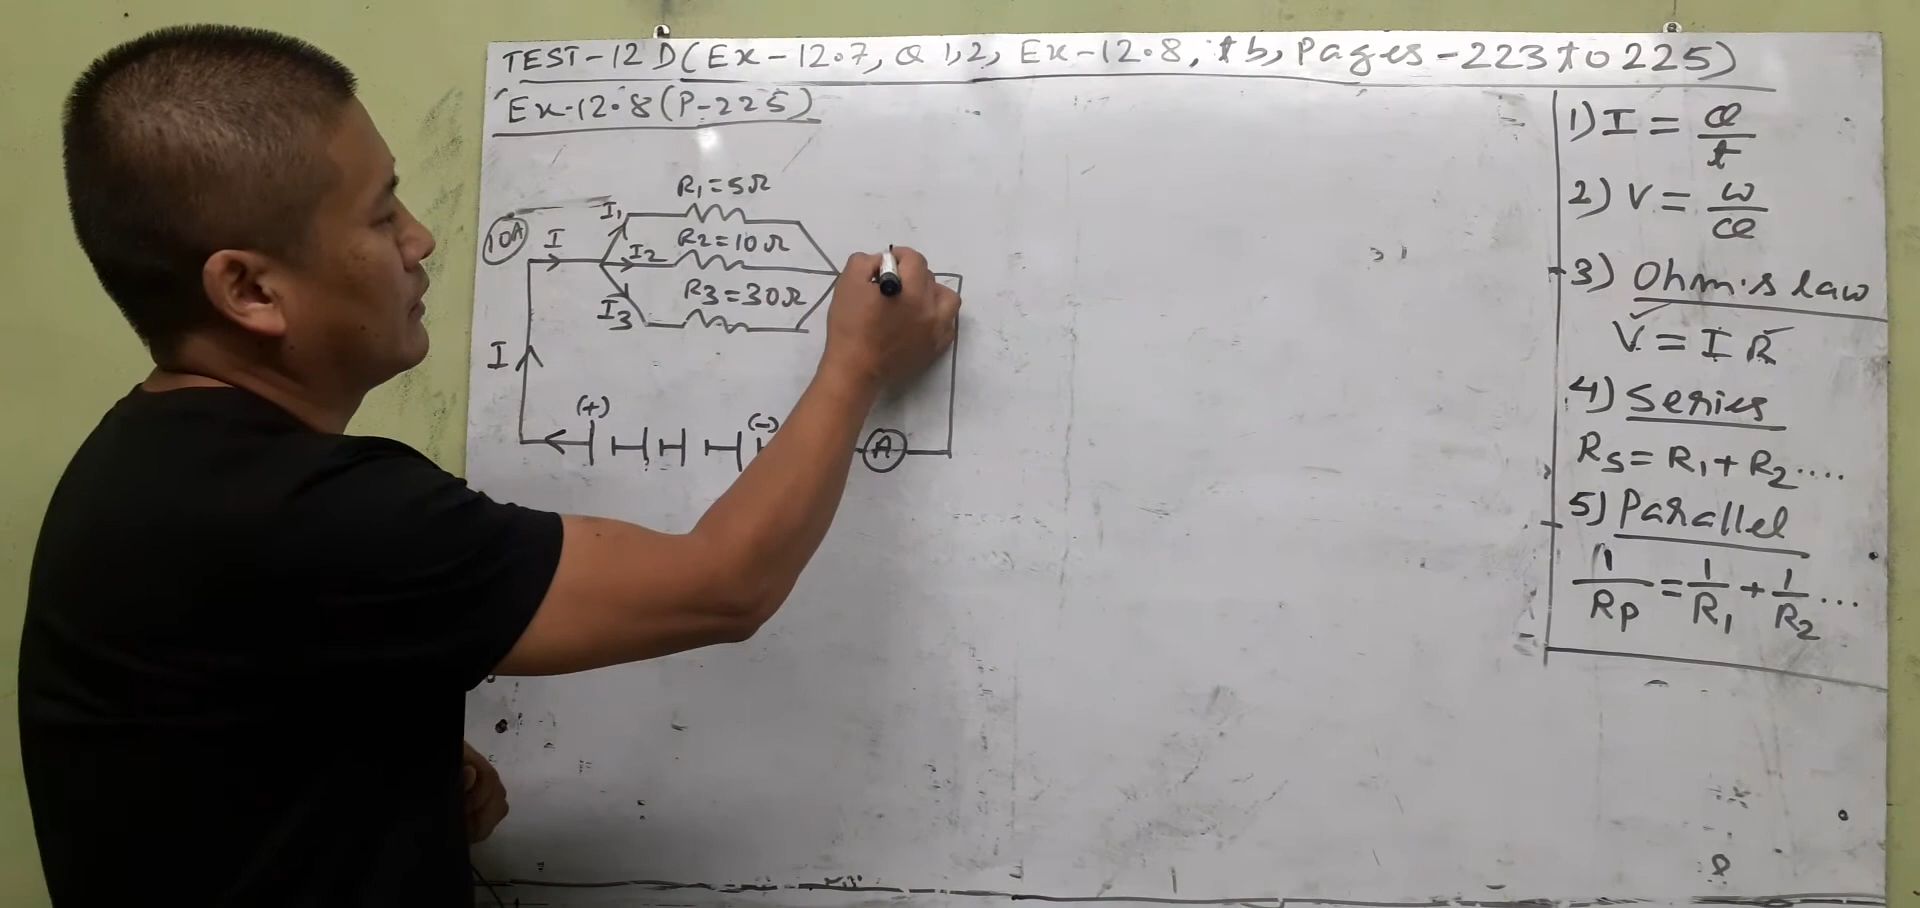 TEST-12 D(Ex-12.7, Q 1,2, Ex-12.8, tb, Pages-223 to 225)
Ex-12.8(P-225)
R1=5Ω
I1
10A
I
R2=10Ω
I2
R3=30Ω
I3
I
(+)
(-)
A
1) I = Q/t
2) V = W/Q
3) Ohm's law
V = I R
4) Series
Rs = R1 + R2....
5) Parallel
1/RP = 1/R1 + 1/R2 ...